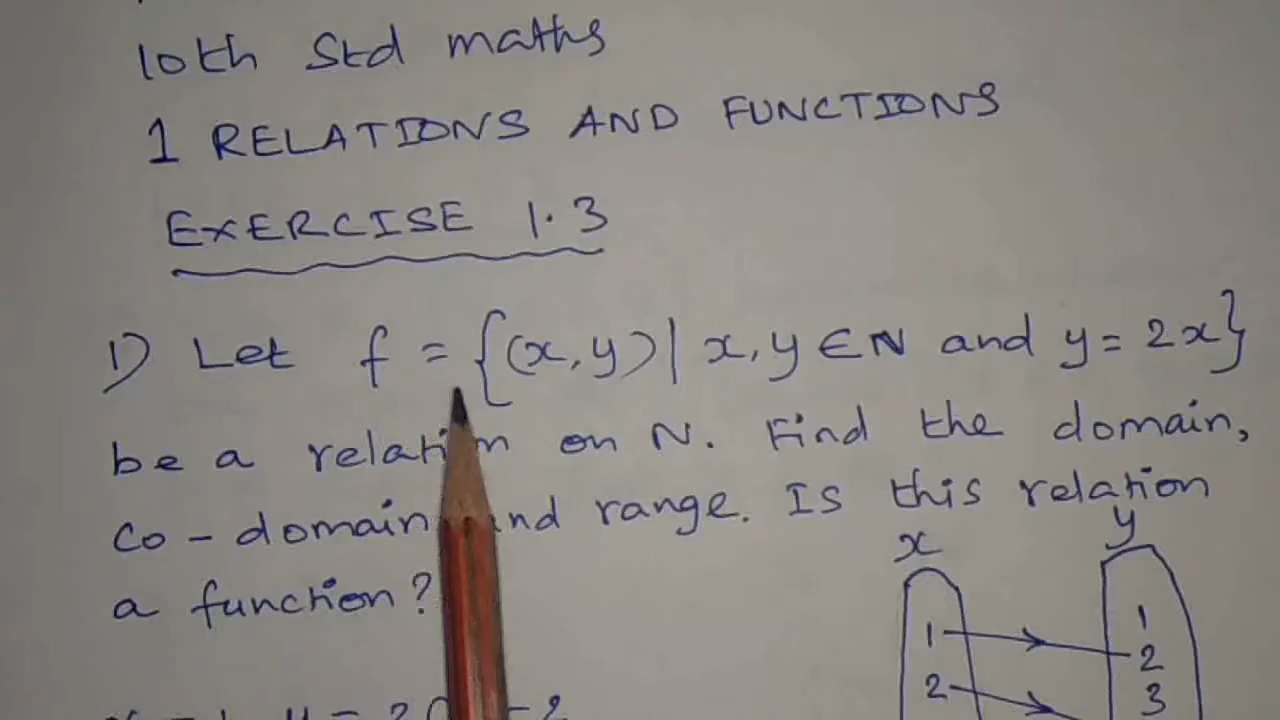 10th Std maths
1 RELATIONS AND FUNCTIONS
EXERCISE 1.3
1) Let f = {(x, y) | x, y ∈ N and y = 2x}
be a relation on N. Find the domain,
co-domain and range. Is this relation
a function?
x
y
1
1
2
2
3